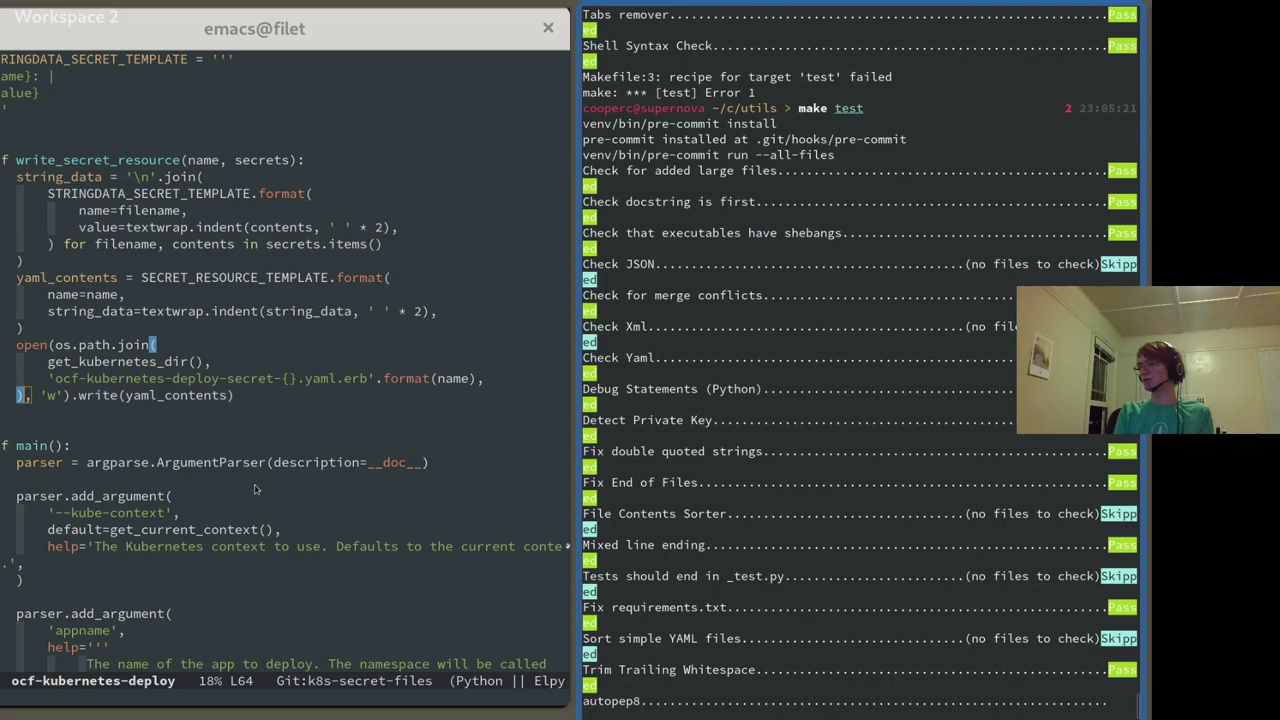 Workspace 2
emacs@filet
RINGDATA_SECRET_TEMPLATE = '''
ame}: |
alue}
'
f write_secret_resource(name, secrets):
string_data = '\n'.join(
STRINGDATA_SECRET_TEMPLATE.format(
name=filename,
value=textwrap.indent(contents, ' ' * 2),
) for filename, contents in secrets.items()
)
yaml_contents = SECRET_RESOURCE_TEMPLATE.format(
name=name,
string_data=textwrap.indent(string_data, ' ' * 2),
)
open(os.path.join(
get_kubernetes_dir(),
'ocf-kubernetes-deploy-secret-{}.yaml.erb'.format(name),
), 'w').write(yaml_contents)
f main():
parser = argparse.ArgumentParser(description=__doc__)
parser.add_argument(
'--kube-context',
default=get_current_context(),
help='The Kubernetes context to use. Defaults to the current conte
.',
)
parser.add_argument(
'appname',
help='''
The name of the app to deploy. The namespace will be called
ocf-kubernetes-deploy 18% L64 Git:k8s-secret-files (Python || Elpy
Tabs remover........................................................Pass
ed
Shell Syntax Check..................................................Pass
ed
Makefile:3: recipe for target 'test' failed
make: *** [test] Error 1
cooperc@supernova ~/c/utils > make test 2 23:05:21
venv/bin/pre-commit install
pre-commit installed at .git/hooks/pre-commit
venv/bin/pre-commit run --all-files
Check for added large files.........................................Pass
ed
Check docstring is first............................................Pass
ed
Check that executables have shebangs................................Pass
ed
Check JSON..........................................(no files to check)Skipp
ed
Check for merge conflicts...........................................
ed
Check Xml...........................................(no fil
ed
Check Yaml..........................................................
ed
Debug Statements (Python)...........................................
ed
Detect Private Key..................................................
ed
Fix double quoted strings...........................................Pass
ed
Fix End of Files....................................................Pass
ed
File Contents Sorter................................(no files to check)Skipp
ed
Mixed line ending...................................................Pass
ed
Tests should end in _test.py........................(no files to check)Skipp
ed
Fix requirements.txt................................................Pass
ed
Sort simple YAML files..............................(no files to check)Skipp
ed
Trim Trailing Whitespace............................................Pass
ed
autopep8............................................................